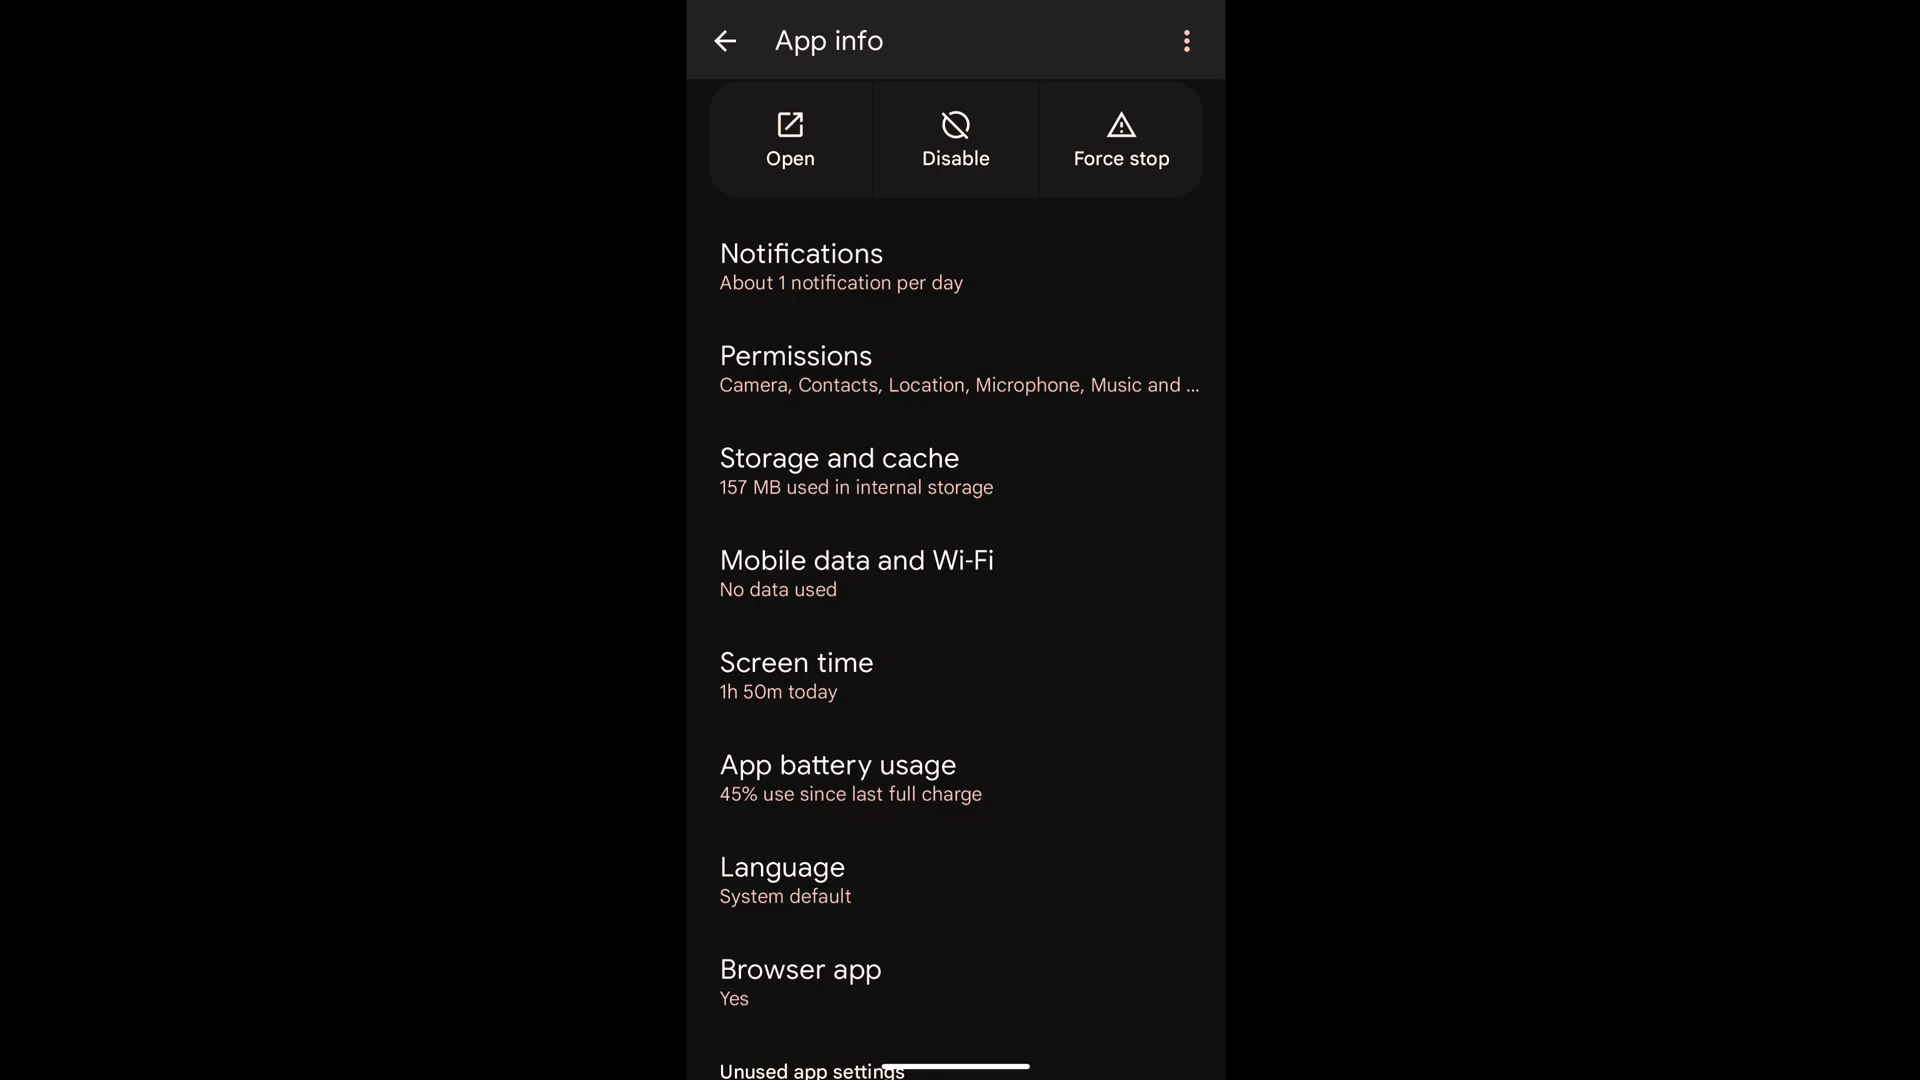 App info
Open
Disable
Force stop
Notifications
About 1 notification per day
Permissions
Camera, Contacts, Location, Microphone, Music and ...
Storage and cache
157 MB used in internal storage
Mobile data and Wi-Fi
No data used
Screen time
1h 50m today
App battery usage
45% use since last full charge
Language
System default
Browser app
Yes
Unused app settings